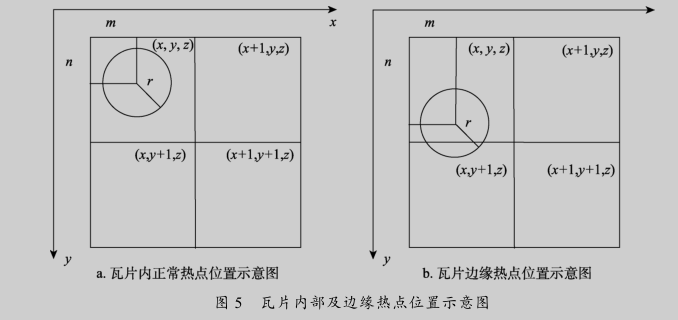 m x
n (x, y, z) (x+1,y,z)
r
(x,y+1,z) (x+1,y+1,z)
y
a. 瓦片内正常热点位置示意图
m
n (x, y, z) (x+1,y,z)
r
(x,y+1,z) (x+1,y+1,z)
y
b. 瓦片边缘热点位置示意图
图 5 瓦片内部及边缘热点位置示意图